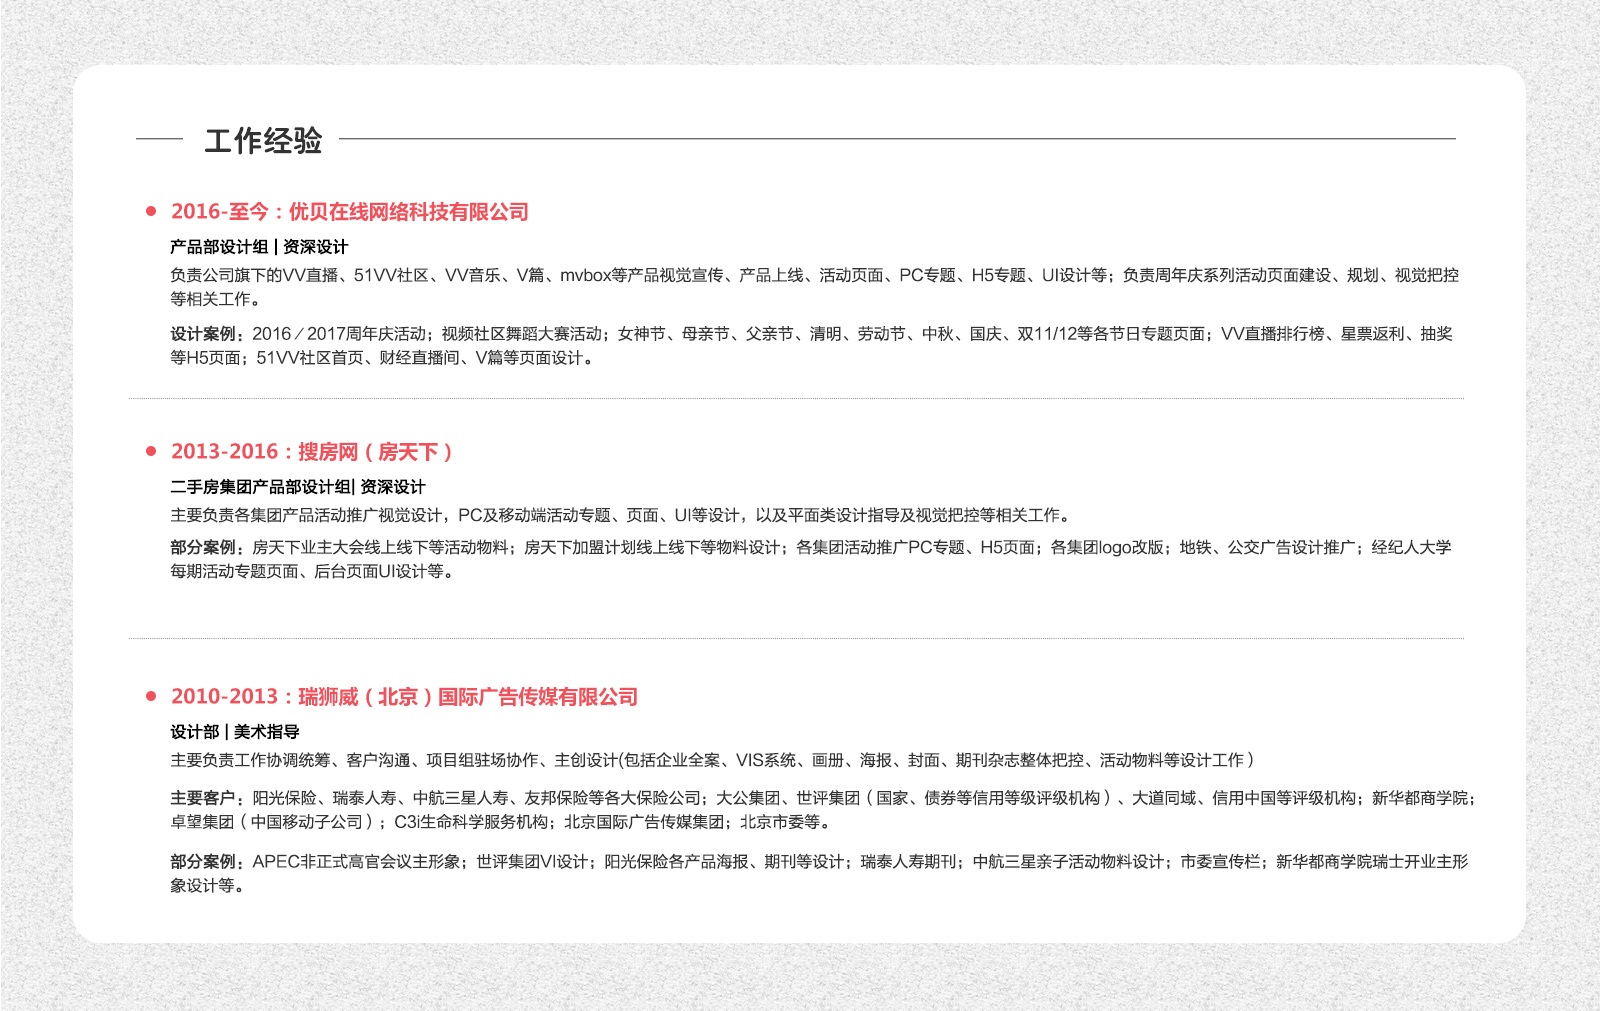 工作经验
2016-至今：优贝在线网络科技有限公司
产品部设计组 | 资深设计
负责公司旗下的VV直播、51VV社区、VV音乐、V篇、mvbox等产品视觉宣传、产品上线、活动页面、PC专题、H5专题、UI设计等；负责周年庆系列活动页面建设、规划、视觉把控
等相关工作。
设计案例：2016／2017周年庆活动；视频社区舞蹈大赛活动；女神节、母亲节、父亲节、清明、劳动节、中秋、国庆、双11/12等各节日专题页面；VV直播排行榜、星票返利、抽奖
等H5页面；51VV社区首页、财经直播间、V篇等页面设计。
2013-2016：搜房网（房天下）
二手房集团产品部设计组| 资深设计
主要负责各集团产品活动推广视觉设计，PC及移动端活动专题、页面、UI等设计，以及平面类设计指导及视觉把控等相关工作。
部分案例：房天下业主大会线上线下等活动物料；房天下加盟计划线上线下等物料设计；各集团活动推广PC专题、H5页面；各集团logo改版；地铁、公交广告设计推广；经纪人大学
每期活动专题页面、后台页面UI设计等。
2010-2013：瑞狮威（北京）国际广告传媒有限公司
设计部 | 美术指导
主要负责工作协调统筹、客户沟通、项目组驻场协作、主创设计(包括企业全案、VIS系统、画册、海报、封面、期刊杂志整体把控、活动物料等设计工作）
主要客户：阳光保险、瑞泰人寿、中航三星人寿、友邦保险等各大保险公司；大公集团、世评集团（国家、债券等信用等级评级机构）、大道同域、信用中国等评级机构；新华都商学院；
卓望集团（中国移动子公司）；C3i生命科学服务机构；北京国际广告传媒集团；北京市委等。
部分案例：APEC非正式高官会议主形象；世评集团VI设计；阳光保险各产品海报、期刊等设计；瑞泰人寿期刊；中航三星亲子活动物料设计；市委宣传栏；新华都商学院瑞士开业主形
象设计等。